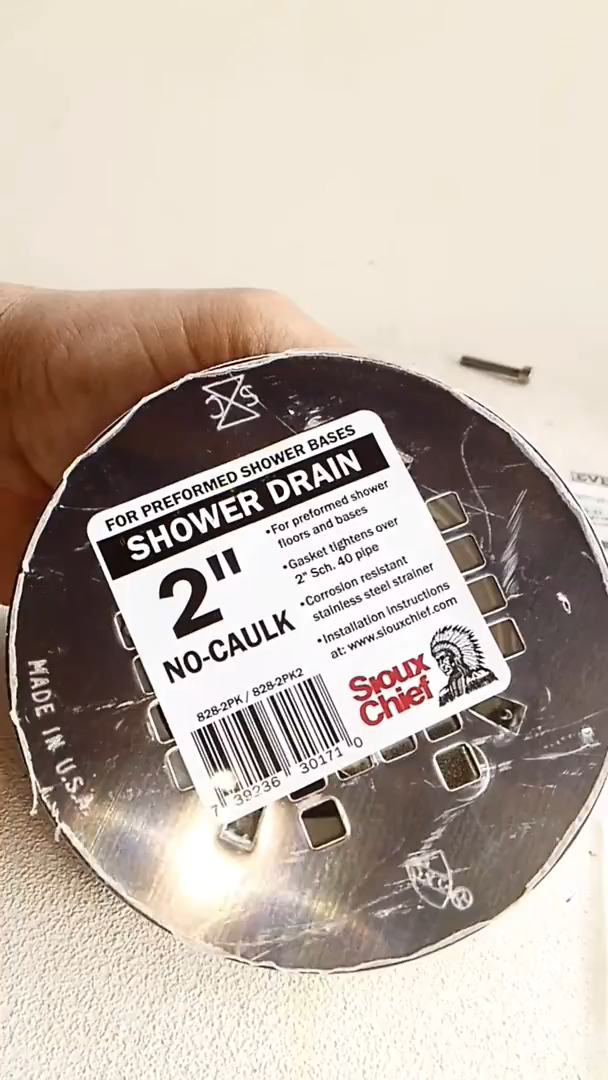 FOR PREFORMED SHOWER BASES
SHOWER DRAIN
2"
NO-CAULK
•For preformed shower
floors and bases
•Gasket tightens over
2" Sch. 40 pipe
•Corrosion resistant
stainless steel strainer
•Installation instructions
at: www.siouxchief.com
828-2PK / 828-2PK2
7 39236 30171 0
Sioux
Chief
MADE IN U.S.A.
EVE